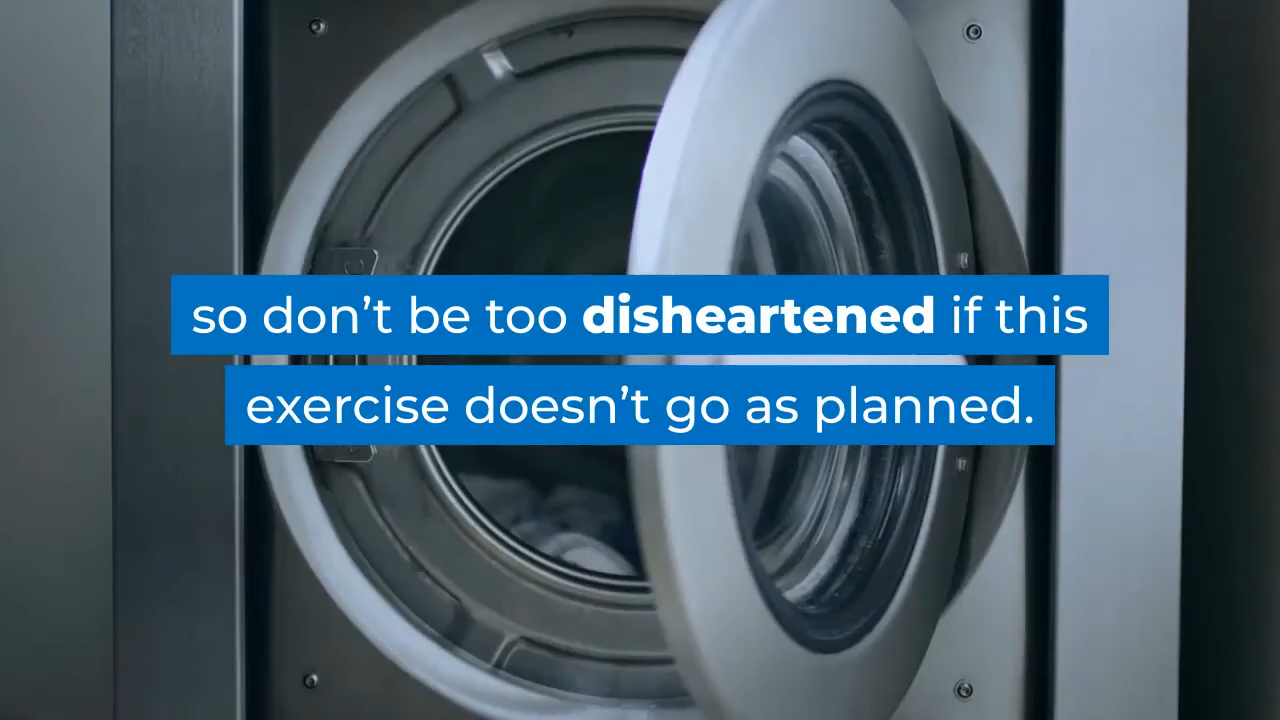 so don’t be too disheartened if this
exercise doesn’t go as planned.